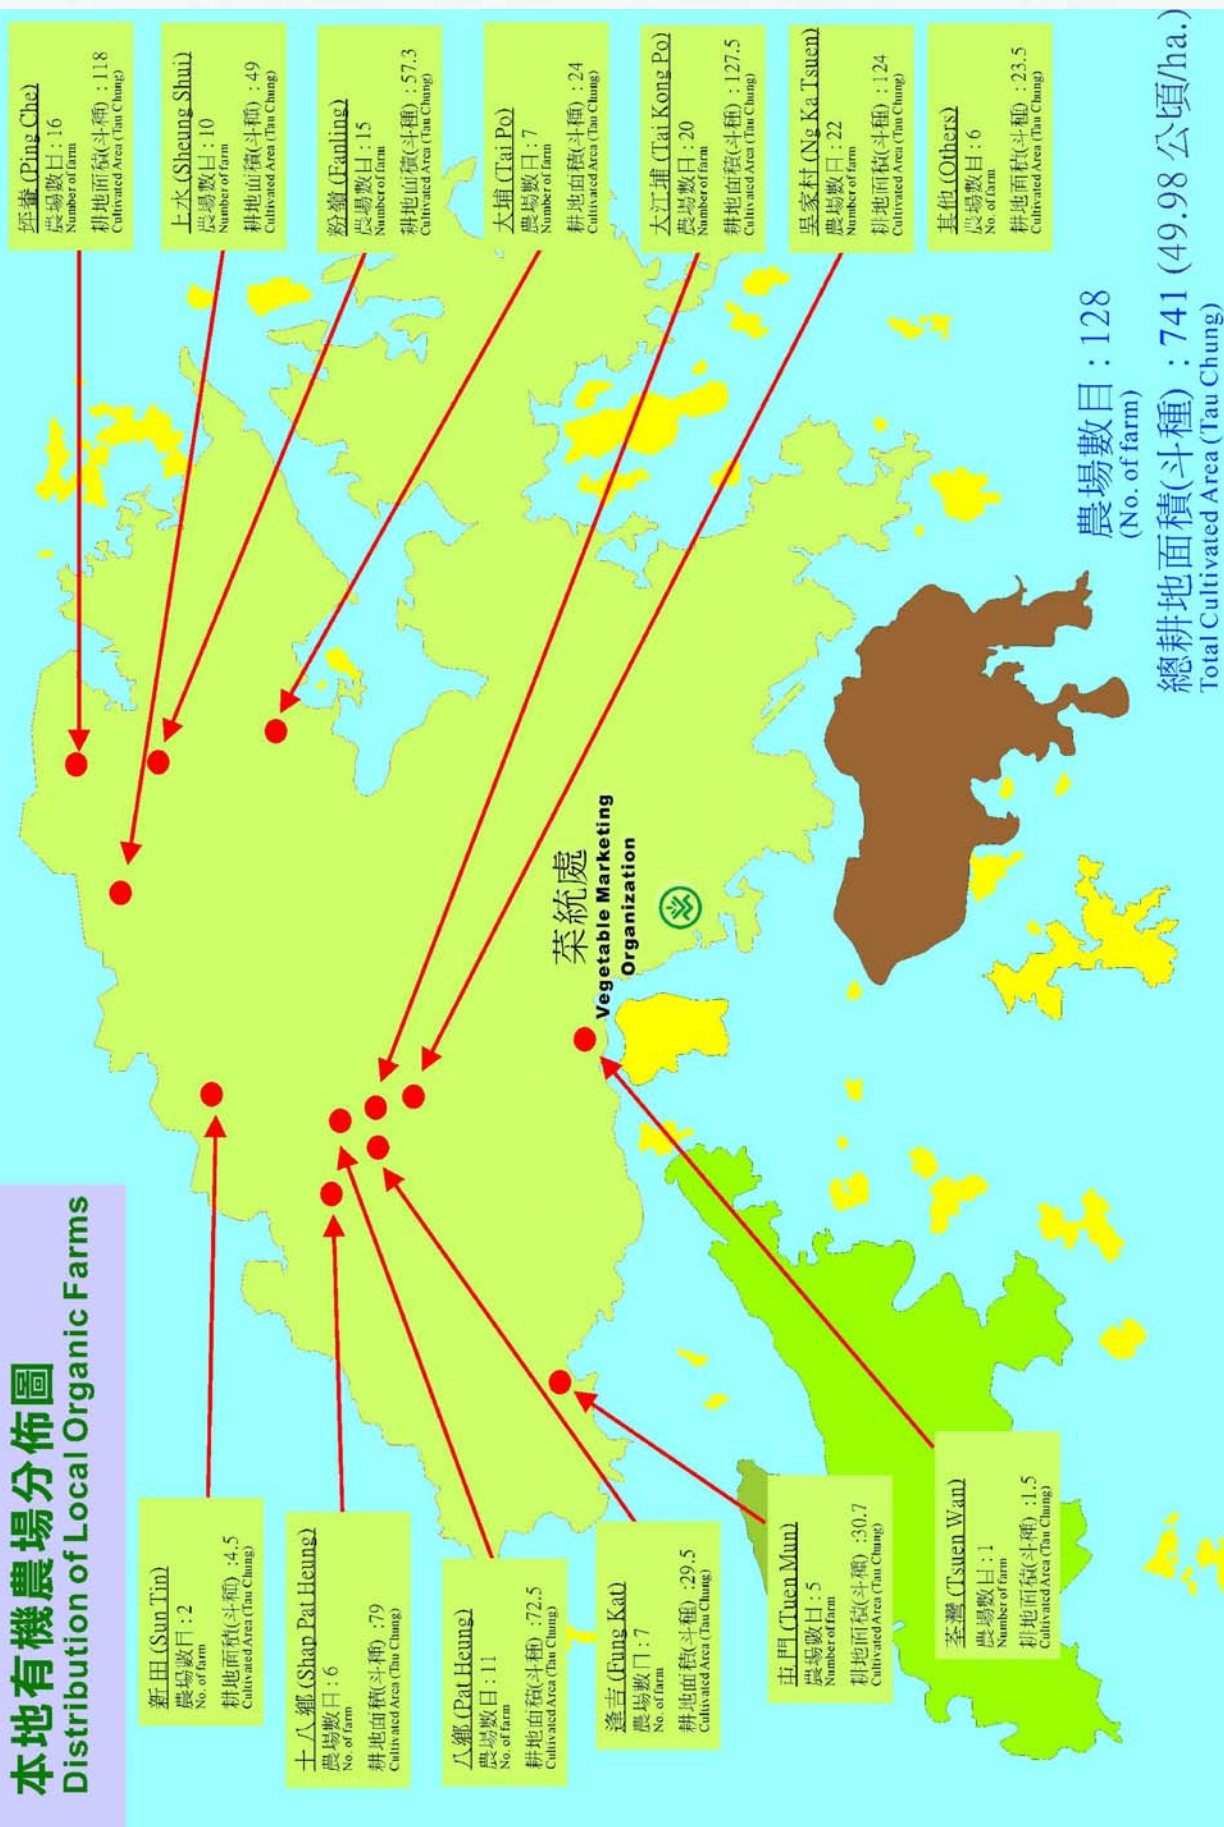 本地有機農場分佈圖
Distribution of Local Organic Farms
新田 (Sun Tin)
農場數目 : 2
No. of farm
耕地面積(斗種) :4.5
Cultivated Area (Tau Chung)
十八鄉 (Shap Pat Heung)
農場數目 : 6
No. of farm
耕地面積(斗種) :79
Cultivated Area (Tau Chung)
八鄉 (Pat Heung)
農場數目 : 11
No. of farm
耕地面積(斗種) :72.5
Cultivated Area (Tau Chung)
逢吉 (Fung Kat)
農場數目 : 7
No. of farm
耕地面積(斗種) :29.5
Cultivated Area (Tau Chung)
屯門 (Tuen Mun)
農場數目 : 5
Number of farm
耕地面積(斗種) :30.7
Cultivated Area (Tau Chung)
荃灣 (Tsuen Wan)
農場數目 : 1
Number of farm
耕地面積(斗種) :1.5
Cultivated Area (Tau Chung)
菜統處
Vegetable Marketing
Organization
坪輋 (Ping Che)
農場數目 : 16
Number of farm
耕地面積(斗種) : 118
Cultivated Area (Tau Chung)
上水 (Sheung Shui)
農場數目 : 10
Number of farm
耕地面積(斗種) : 49
Cultivated Area (Tau Chung)
粉嶺 (Fanling)
農場數目 : 15
Number of farm
耕地面積(斗種) : 57.3
Cultivated Area (Tau Chung)
大埔 (Tai Po)
農場數目 : 7
Number of farm
耕地面積(斗種) : 24
Cultivated Area (Tau Chung)
大江埔 (Tai Kong Po)
農場數目 : 20
Number of farm
耕地面積(斗種) : 127.5
Cultivated Area (Tau Chung)
吳家村 (Ng Ka Tsuen)
農場數目 : 22
Number of farm
耕地面積(斗種) : 124
Cultivated Area (Tau Chung)
其他 (Others)
農場數目 : 6
No. of farm
耕地面積(斗種) : 23.5
Cultivated Area (Tau Chung)
農場數目 : 128
(No. of farm)
總耕地面積(斗種) : 741 (49.98 公頃/ha.)
Total Cultivated Area (Tau Chung)